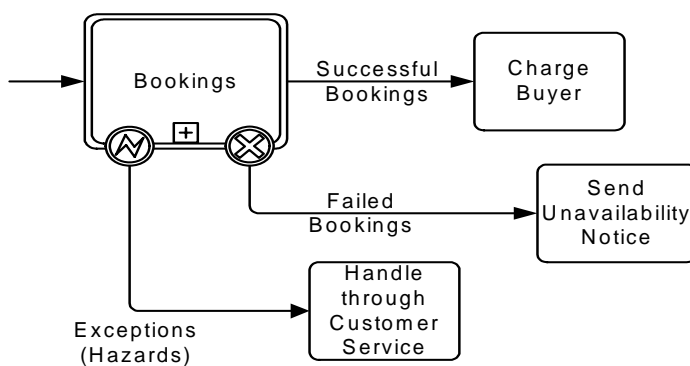 Bookings
Successful
Bookings
Charge
Buyer
Failed
Bookings
Send
Unavailability
Notice
Exceptions
(Hazards)
Handle
through
Customer
Service